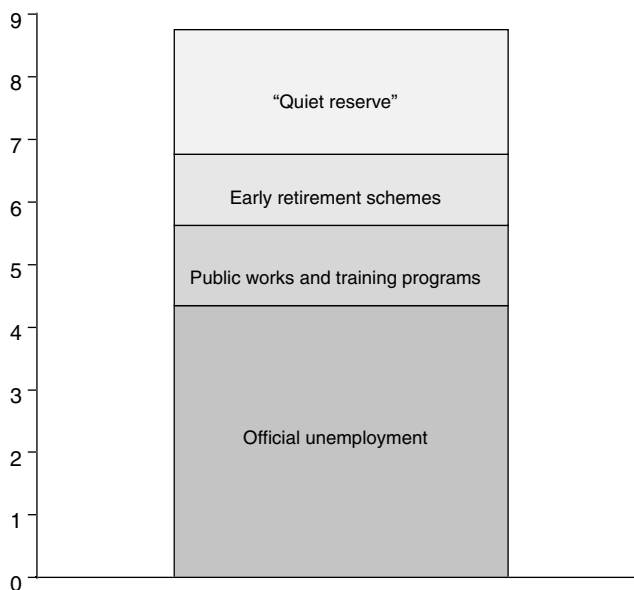 9
8
“Quiet reserve”
7
6
Early retirement schemes
5
Public works and training programs
4
3
Official unemployment
2
1
0